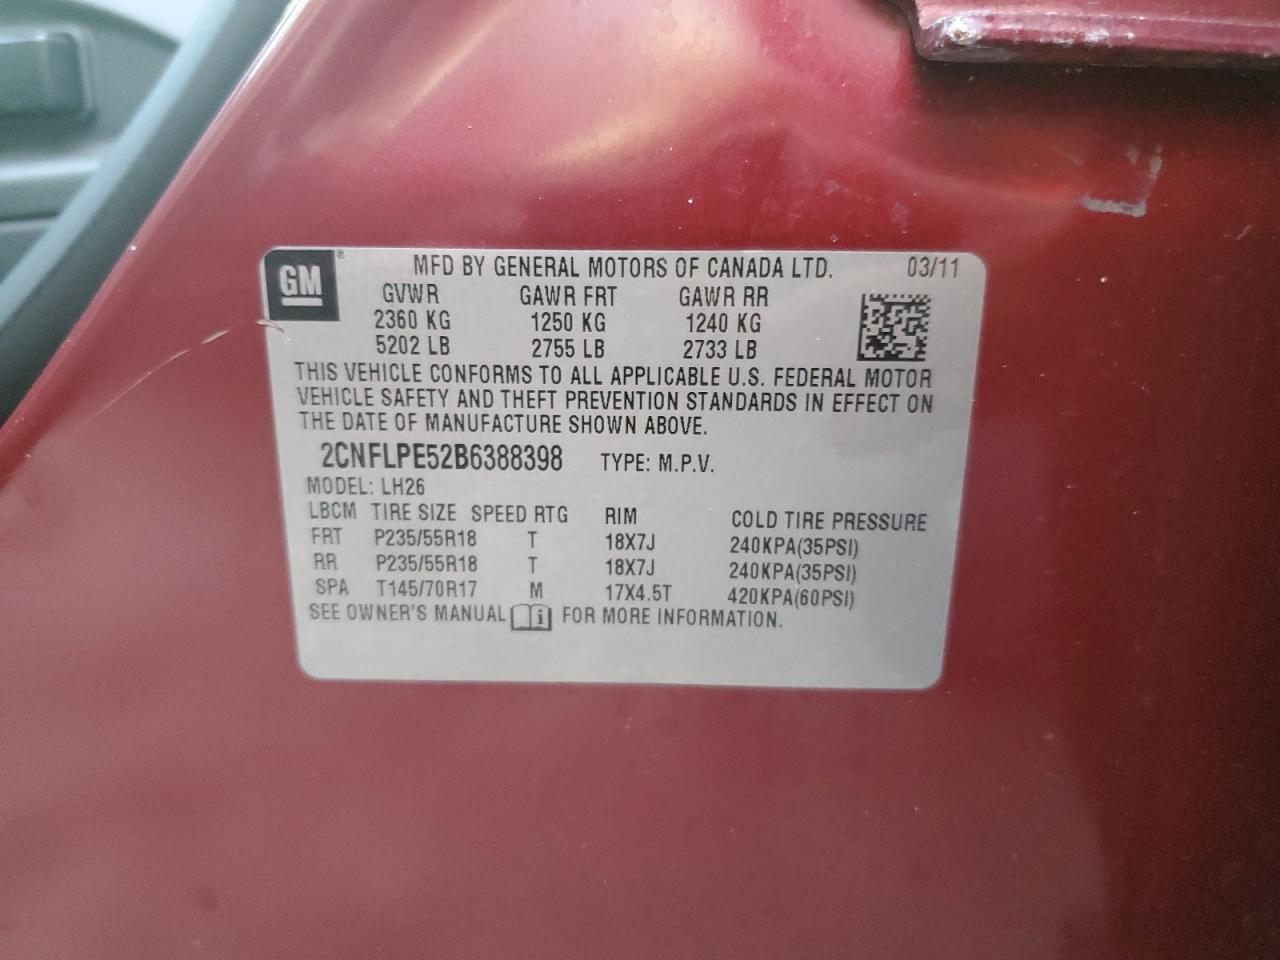 GM ® MFD BY GENERAL MOTORS OF CANADA LTD. 03/11
GVWR GAWR FRT GAWR RR
2360 KG 1250 KG 1240 KG
5202 LB 2755 LB 2733 LB
THIS VEHICLE CONFORMS TO ALL APPLICABLE U.S. FEDERAL MOTOR
VEHICLE SAFETY AND THEFT PREVENTION STANDARDS IN EFFECT ON
THE DATE OF MANUFACTURE SHOWN ABOVE.
2CNFLPE52B6388398 TYPE: M.P.V.
MODEL: LH26
LBCM TIRE SIZE SPEED RTG RIM COLD TIRE PRESSURE
FRT P235/55R18 T 18X7J 240KPA(35PSI)
RR P235/55R18 T 18X7J 240KPA(35PSI)
SPA T145/70R17 M 17X4.5T 420KPA(60PSI)
SEE OWNER'S MANUAL i FOR MORE INFORMATION.